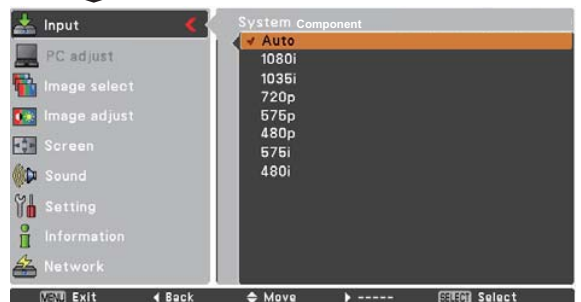 Input
PC adjust
Image select
Image adjust
Screen
Sound
Setting
Information
Network
System Component
Auto
1080i
1035i
720p
575p
480p
575i
480i
MENU Exit Back Move ----- SELECT Select